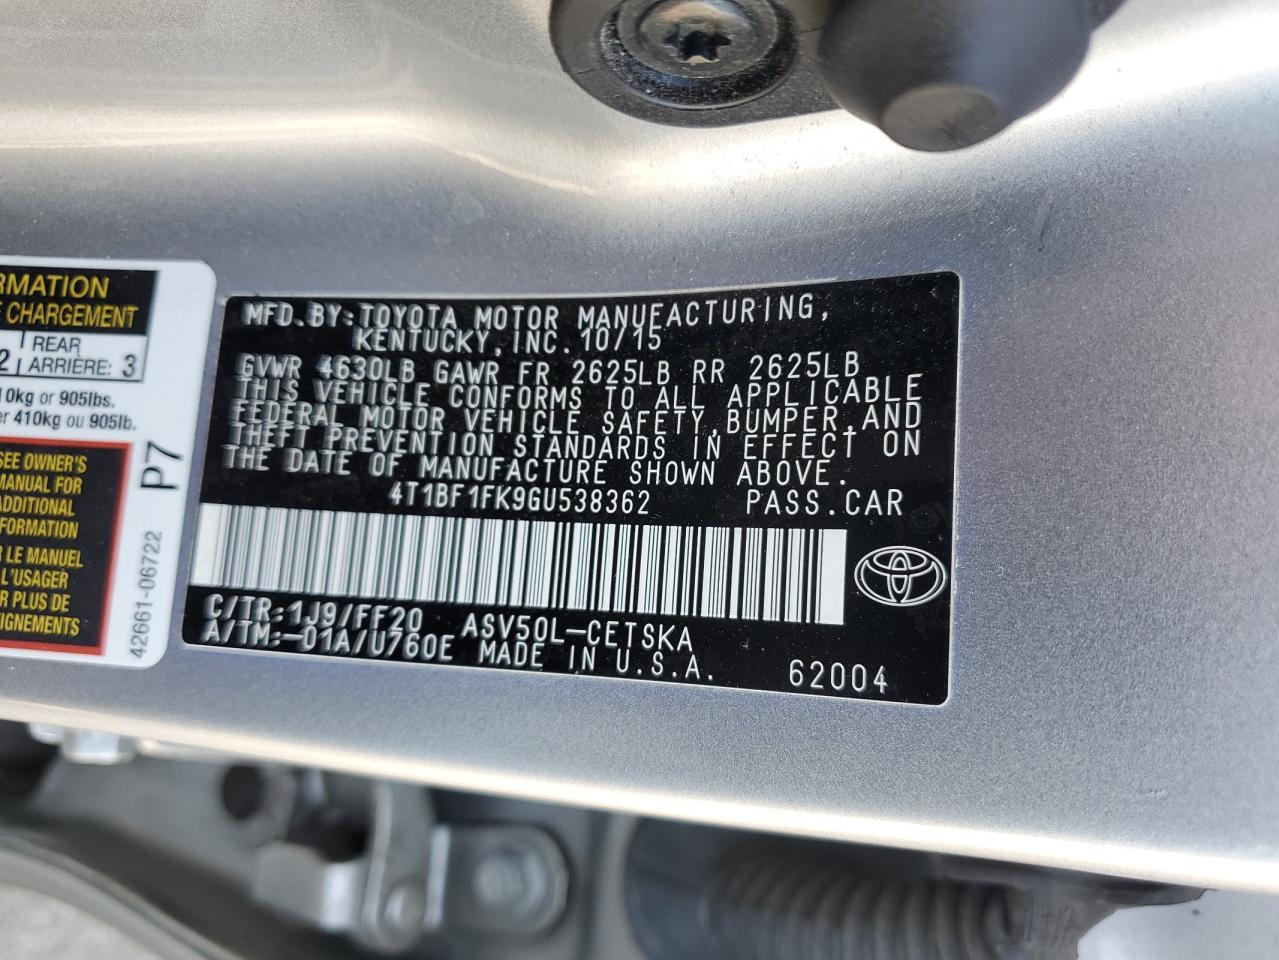 RMATION
E CHARGEMENT
2 REAR
ARRIÈRE: 3
10kg or 905lbs.
er 410kg ou 905lb.
SEE OWNER'S
MANUAL FOR
ADDITIONAL
INFORMATION
R LE MANUEL
L'USAGER
R PLUS DE
IGNEMENTS
P7
42661-06722
MFD. BY: TOYOTA MOTOR MANUFACTURING,
KENTUCKY, INC. 10/15
GVWR 4630LB GAWR FR 2625LB RR 2625LB
THIS VEHICLE CONFORMS TO ALL APPLICABLE
FEDERAL MOTOR VEHICLE SAFETY, BUMPER, AND
THEFT PREVENTION STANDARDS IN EFFECT ON
THE DATE OF MANUFACTURE SHOWN ABOVE.
4T1BF1FK9GU538362 PASS. CAR
C/TR: 1J9/FF20 ASV50L-CETSKA
A/TM: -01A/U760E MADE IN U.S.A. 62004